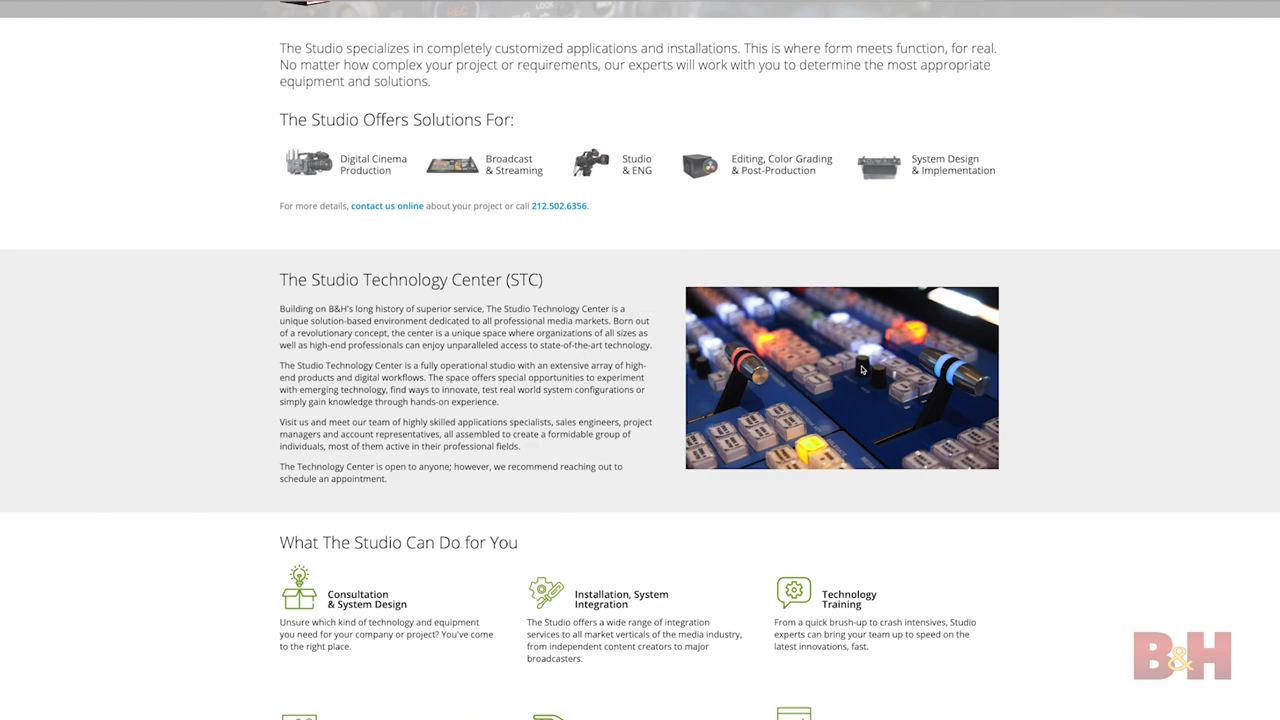 REC
LOCK
The Studio specializes in completely customized applications and installations. This is where form meets function, for real.
No matter how complex your project or requirements, our experts will work with you to determine the most appropriate
equipment and solutions.
The Studio Offers Solutions For:
Digital Cinema
Production
Broadcast
& Streaming
Studio
& ENG
Editing, Color Grading
& Post-Production
System Design
& Implementation
For more details, contact us online about your project or call 212.502.6356.
The Studio Technology Center (STC)
Building on B&H's long history of superior service, The Studio Technology Center is a
unique solution-based environment dedicated to all professional media markets. Born out
of a revolutionary concept, the center is a unique space where organizations of all sizes as
well as high-end professionals can enjoy unparalleled access to state-of-the-art technology.
The Studio Technology Center is a fully operational studio with an extensive array of high-
end products and digital workflows. The space offers special opportunities to experiment
with emerging technology, find ways to innovate, test real world system configurations or
simply gain knowledge through hands-on experience.
Visit us and meet our team of highly skilled applications specialists, sales engineers, project
managers and account representatives, all assembled to create a formidable group of
individuals, most of them active in their professional fields.
The Technology Center is open to anyone; however, we recommend reaching out to
schedule an appointment.
What The Studio Can Do for You
Consultation
& System Design
Unsure which kind of technology and equipment
you need for your company or project? You've come
to the right place.
Installation, System
Integration
The Studio offers a wide range of integration
services to all market verticals of the media industry,
from independent content creators to major
broadcasters.
Technology
Training
From a quick brush-up to crash intensives, Studio
experts can bring your team up to speed on the
latest innovations, fast.
B&H